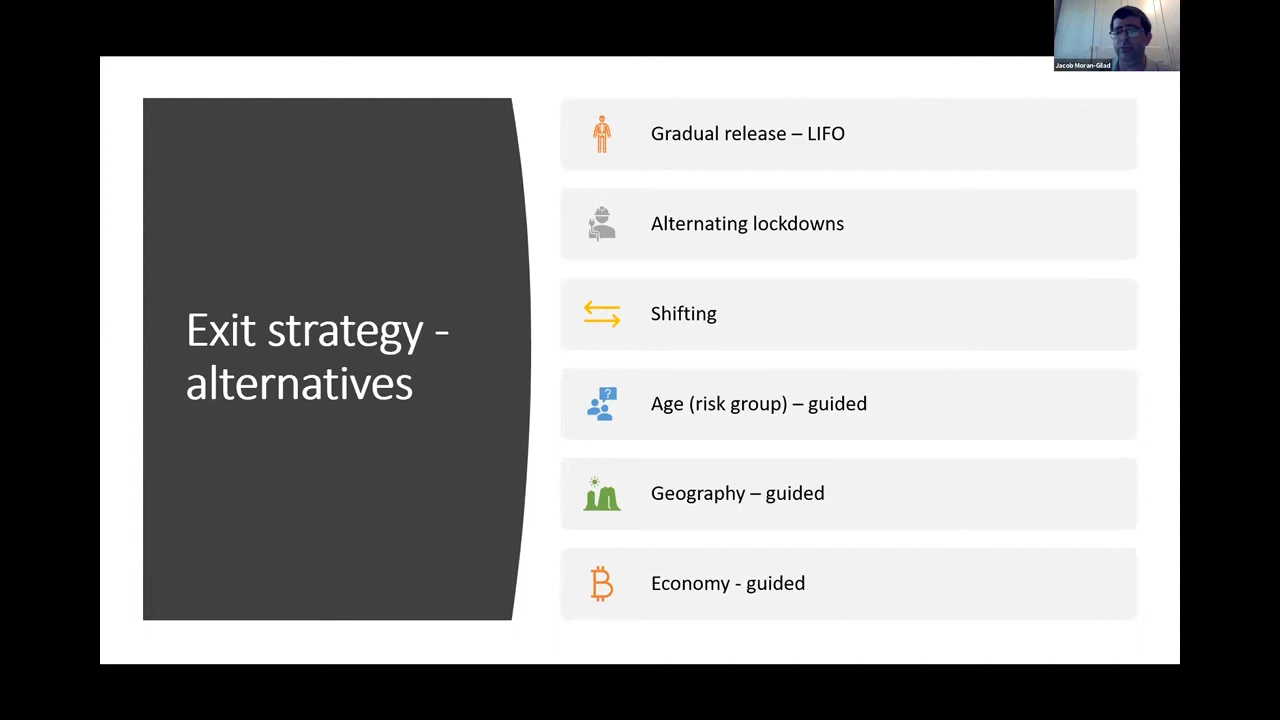 Jacob Moran-Gilad
Exit strategy -
alternatives
Gradual release – LIFO
Alternating lockdowns
Shifting
?
Age (risk group) – guided
Geography – guided
Economy - guided